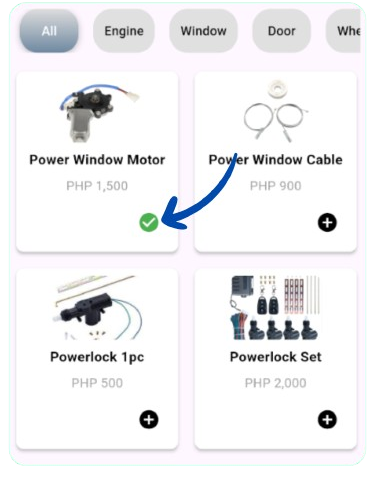 All Engine Window Door Whe
Power Window Motor Power Window Cable
PHP 1,500 PHP 900
Powerlock 1pc Powerlock Set
PHP 500 PHP 2,000